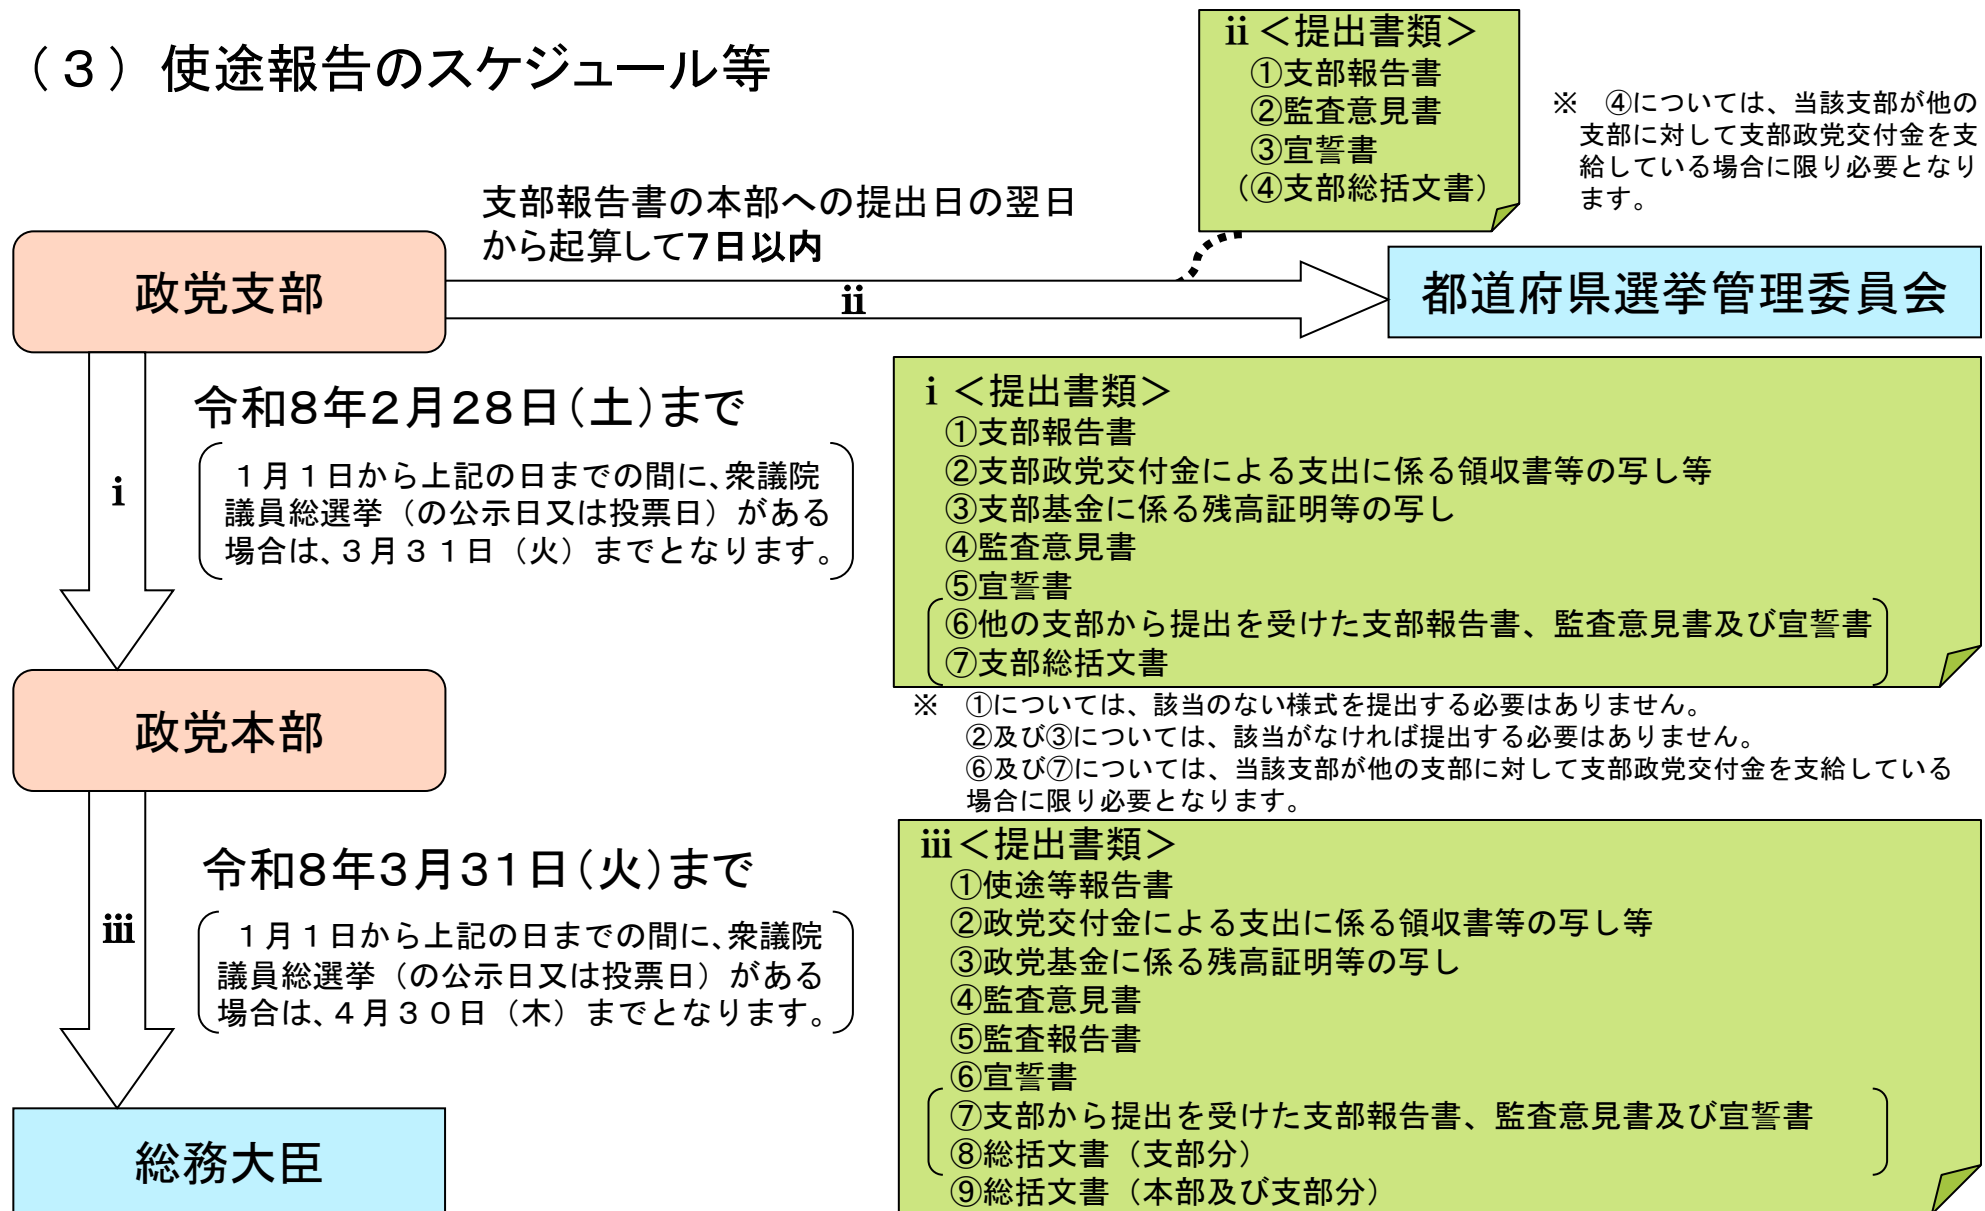 （３）使途報告のスケジュール等
ⅱ＜提出書類＞
①支部報告書
②監査意見書
③宣誓書
（④支部総括文書）
※　④については、当該支部が他の
支部に対して支部政党交付金を支
給している場合に限り必要となり
ます。
支部報告書の本部への提出日の翌日
から起算して7日以内
政党支部
ⅱ
都道府県選挙管理委員会
ⅰ
令和８年２月２８日（土）まで
１月１日から上記の日までの間に、衆議院
議員総選挙（の公示日又は投票日）がある
場合は、３月３１日（火）までとなります。
ⅰ＜提出書類＞
①支部報告書
②支部政党交付金による支出に係る領収書等の写し等
③支部基金に係る残高証明等の写し
④監査意見書
⑤宣誓書
⑥他の支部から提出を受けた支部報告書、監査意見書及び宣誓書
⑦支部総括文書
※　①については、該当のない様式を提出する必要はありません。
②及び③については、該当がなければ提出する必要はありません。
⑥及び⑦については、当該支部が他の支部に対して支部政党交付金を支給している
場合に限り必要となります。
政党本部
ⅲ
令和８年３月３１日（火）まで
１月１日から上記の日までの間に、衆議院
議員総選挙（の公示日又は投票日）がある
場合は、４月３０日（木）までとなります。
ⅲ＜提出書類＞
①使途等報告書
②政党交付金による支出に係る領収書等の写し等
③政党基金に係る残高証明等の写し
④監査意見書
⑤監査報告書
⑥宣誓書
⑦支部から提出を受けた支部報告書、監査意見書及び宣誓書
⑧総括文書（支部分）
⑨総括文書（本部及び支部分）
総務大臣